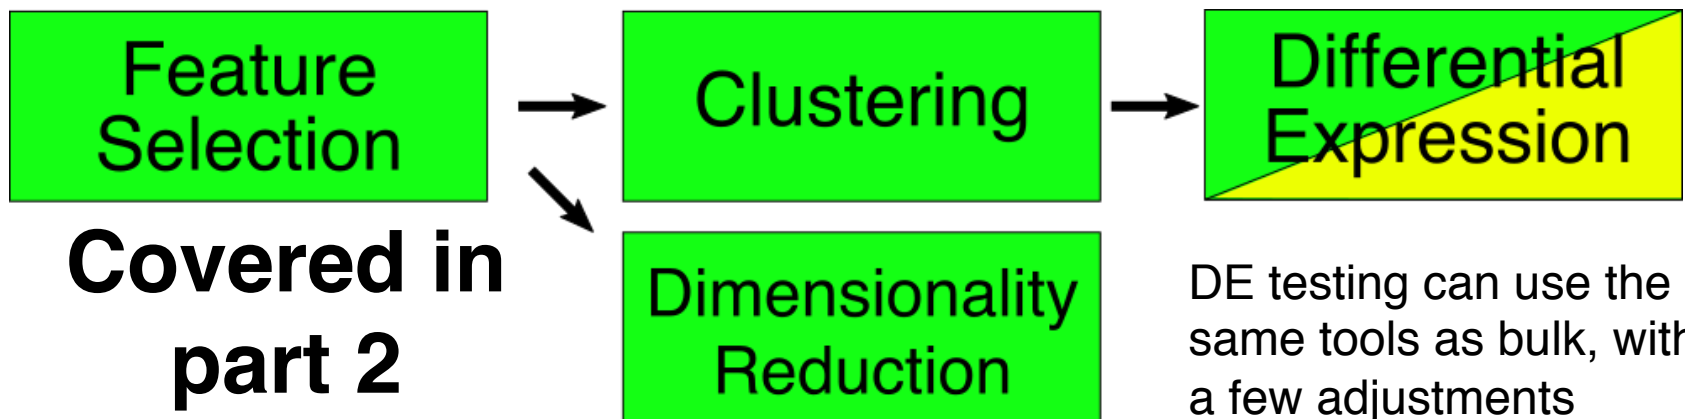 Feature
Selection
Clustering
Differential
Expression
Covered in
part 2
Dimensionality
Reduction
DE testing can use the
same tools as bulk, with
a few adjustments